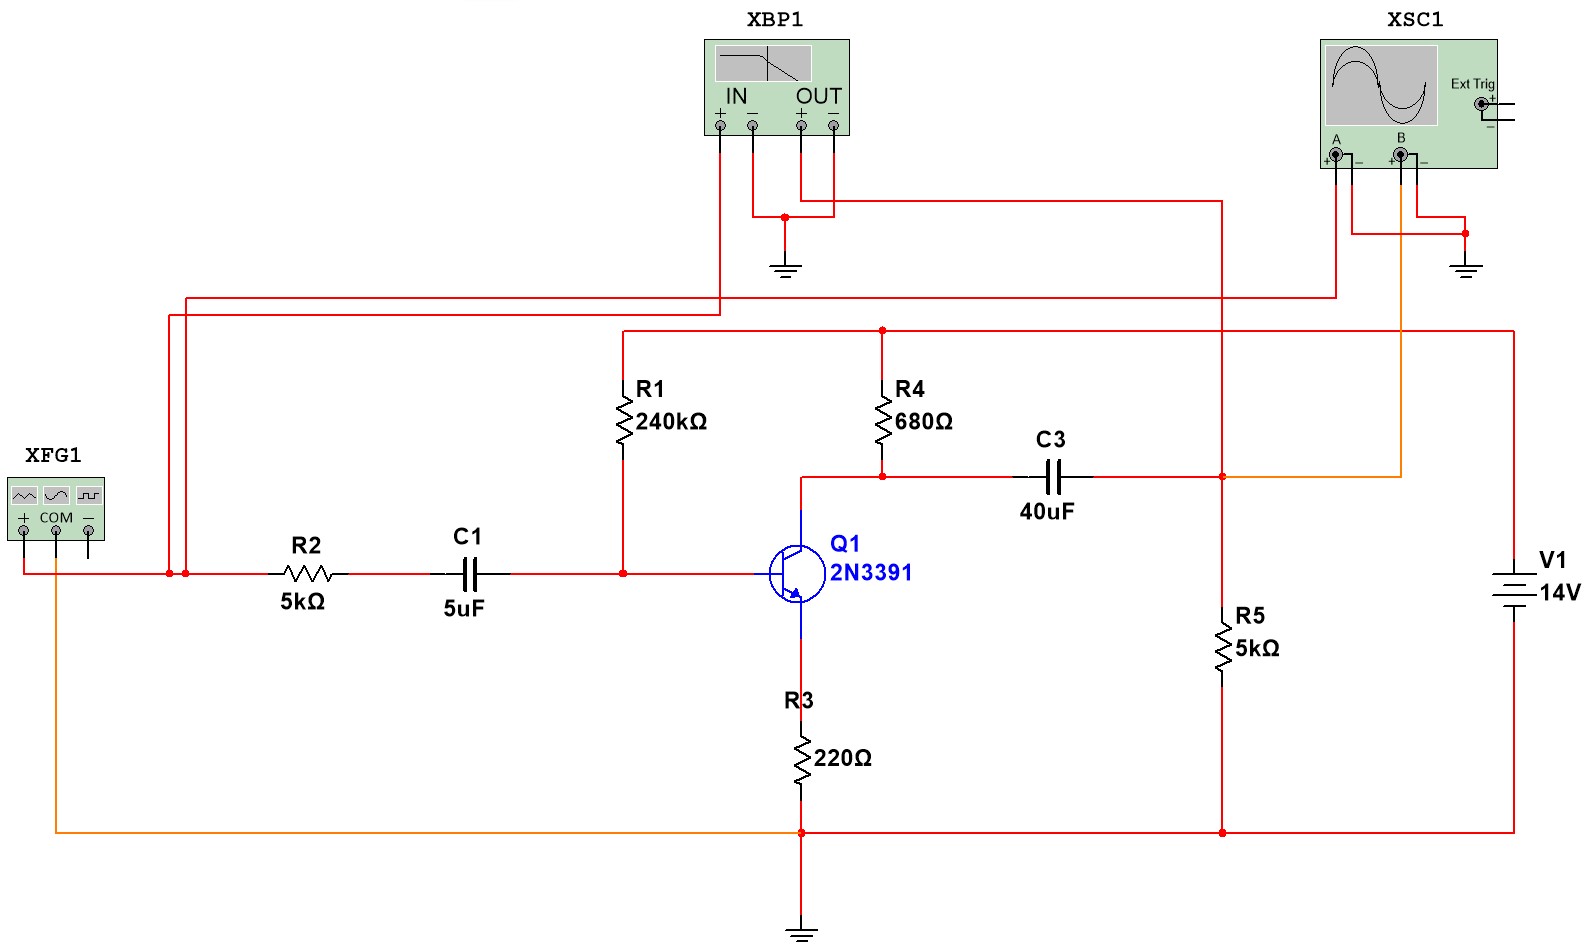 XBP1
XSC1
IN OUT
+ − + −
Ext Trig
+
−
A B
+ − + −
R1
240kΩ
R4
680Ω
C3
40uF
XFG1
+ COM −
R2
5kΩ
C1
5uF
Q1
2N3391
V1
14V
R5
5kΩ
R3
220Ω